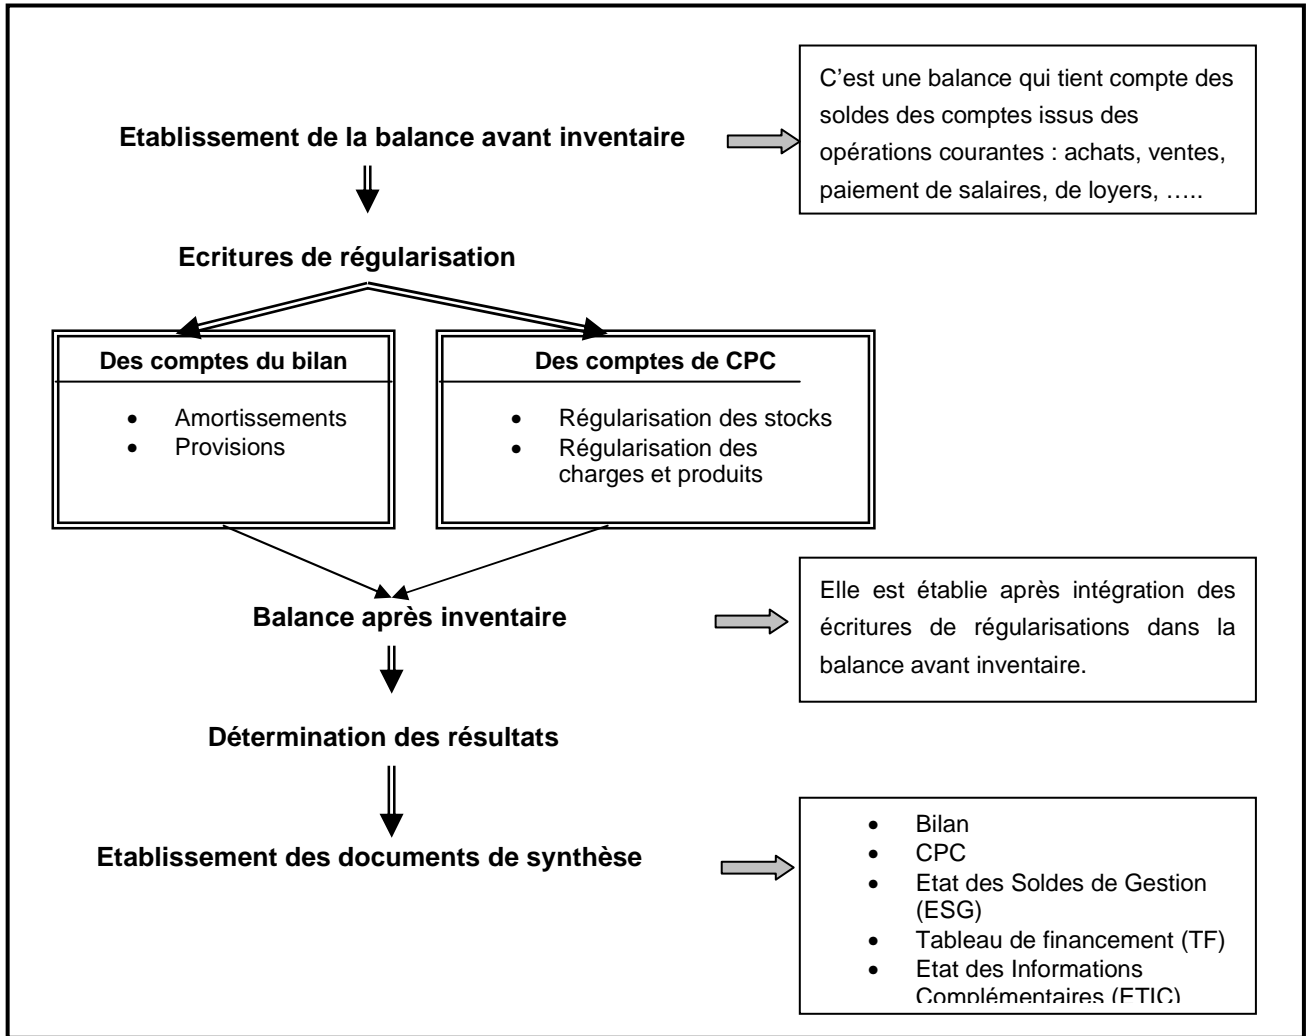 C'est une balance qui tient compte des
soldes des comptes issus des
opérations courantes : achats, ventes,
paiement de salaires, de loyers, …..
Etablissement de la balance avant inventaire
Ecritures de régularisation
Des comptes du bilan
• Amortissements
• Provisions
Des comptes de CPC
• Régularisation des stocks
• Régularisation des
charges et produits
Balance après inventaire
Elle est établie après intégration des
écritures de régularisations dans la
balance avant inventaire.
Détermination des résultats
Etablissement des documents de synthèse
• Bilan
• CPC
• Etat des Soldes de Gestion
(ESG)
• Tableau de financement (TF)
• Etat des Informations
Complémentaires (ETIC)